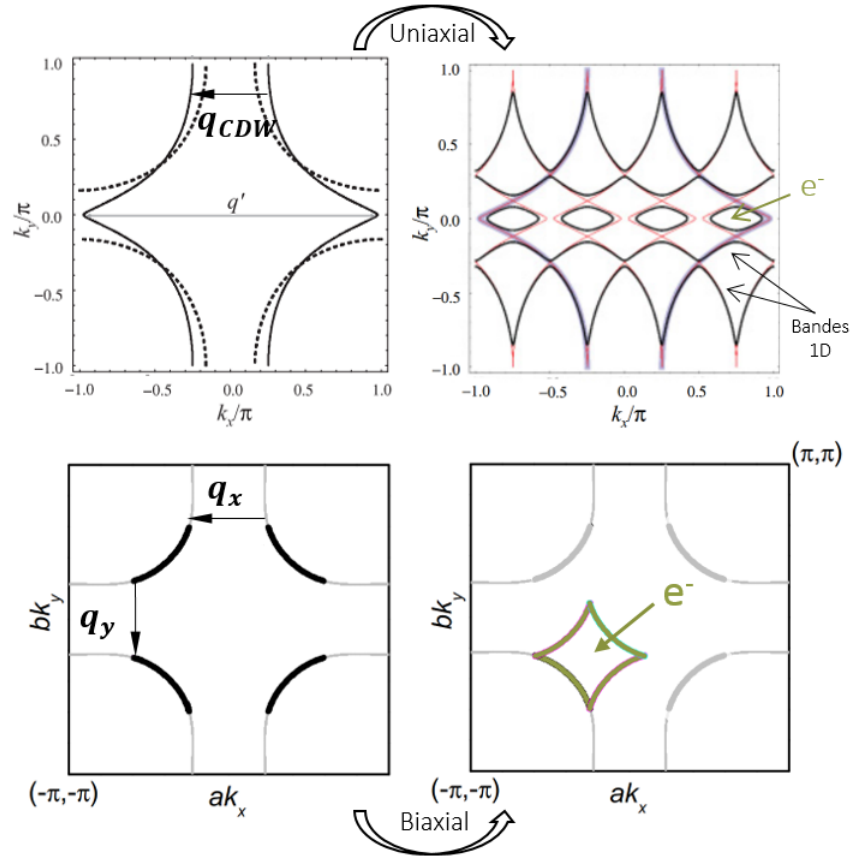 Uniaxial
1.0
0.5
0.0
−0.5
−1.0
k_y/π
q_CDW
q'
−1.0
−0.5
0.0
0.5
1.0
k_x/π
1.0
0.5
0.0
−0.5
−1.0
k_y/π
e⁻
Bandes
1D
−1.0
−0.5
0.0
0.5
1.0
k_x/π
q_x
q_y
bk_y
(-π,-π)
ak_x
(π,π)
e⁻
bk_y
(-π,-π)
ak_x
Biaxial